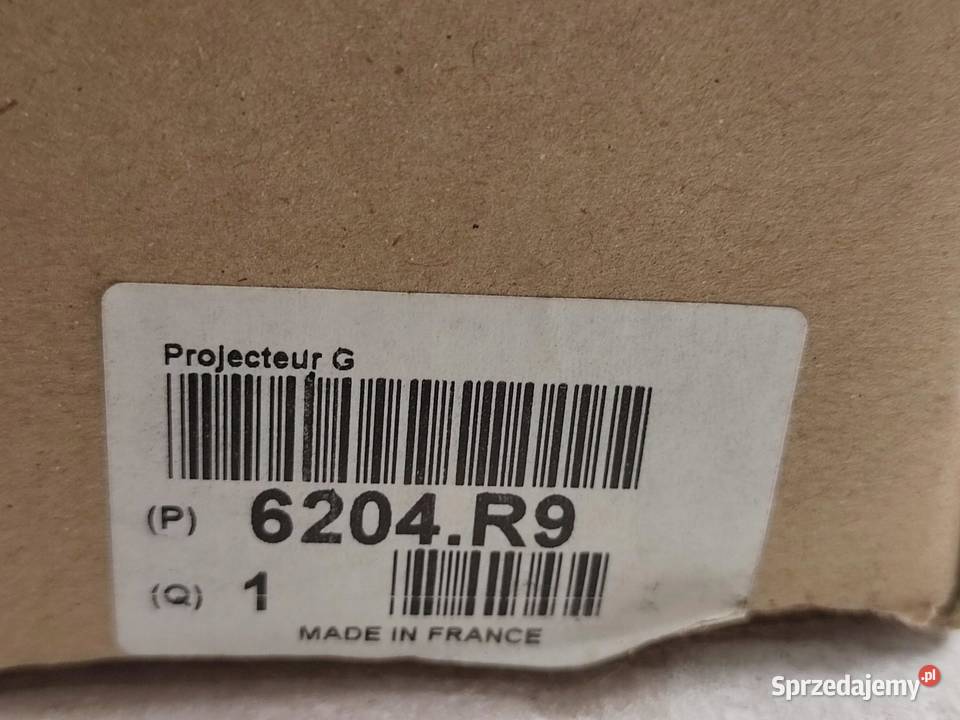 Projecteur G
(P) 6204.R9
(Q) 1
MADE IN FRANCE
Sprzedajemy.pl